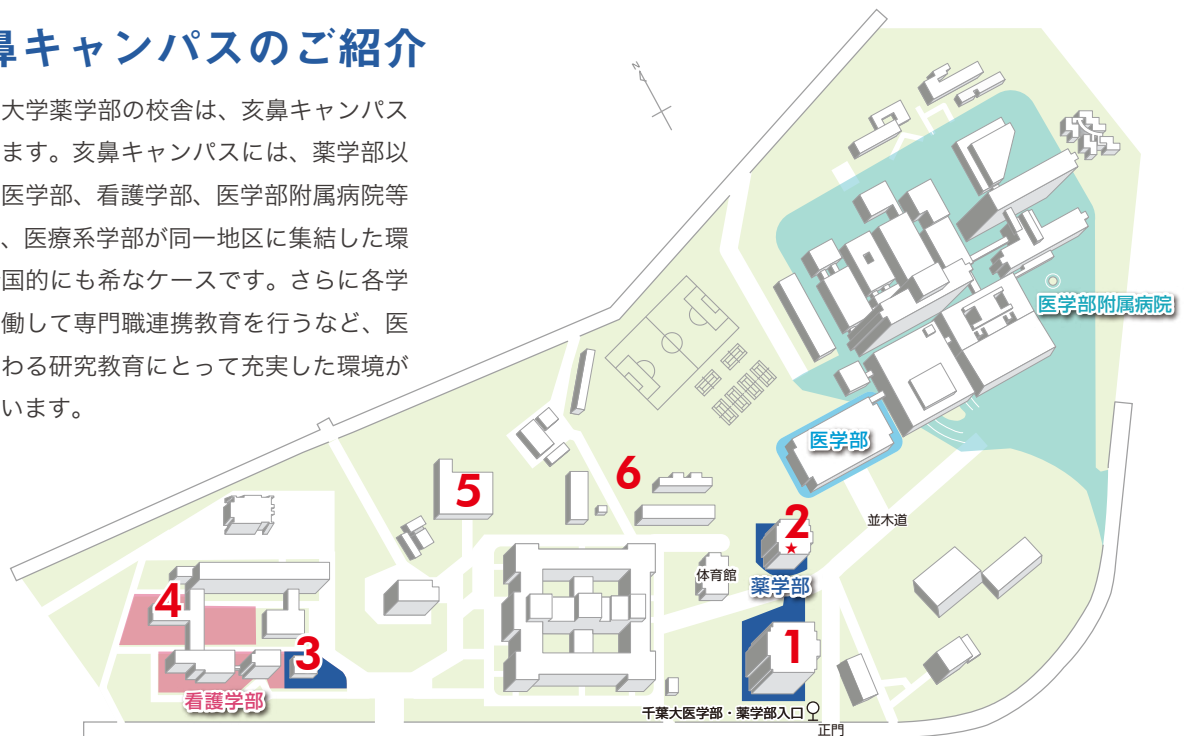 鼻キャンパスのご紹介
大学薬学部の校舎は、亥鼻キャンパス
ます。亥鼻キャンパスには、薬学部以
医学部、看護学部、医学部附属病院等
、医療系学部が同一地区に集結した環
国的にも希なケースです。さらに各学
働して専門職連携教育を行うなど、医
わる研究教育にとって充実した環境が
います。
N
医学部附属病院
医学部
6
5
2
★
並木道
体育館
薬学部
4
3
1
看護学部
千葉大医学部・薬学部入口
正門